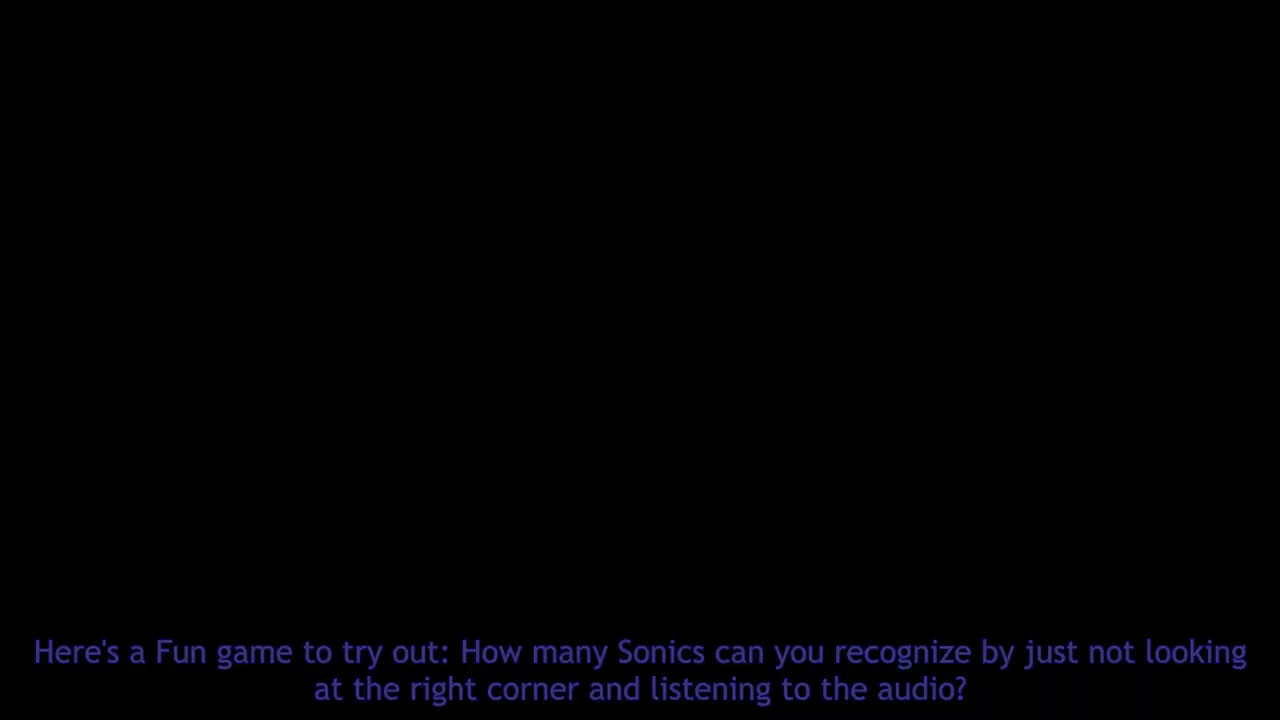 Here's a Fun game to try out: How many Sonics can you recognize by just not looking
at the right corner and listening to the audio?